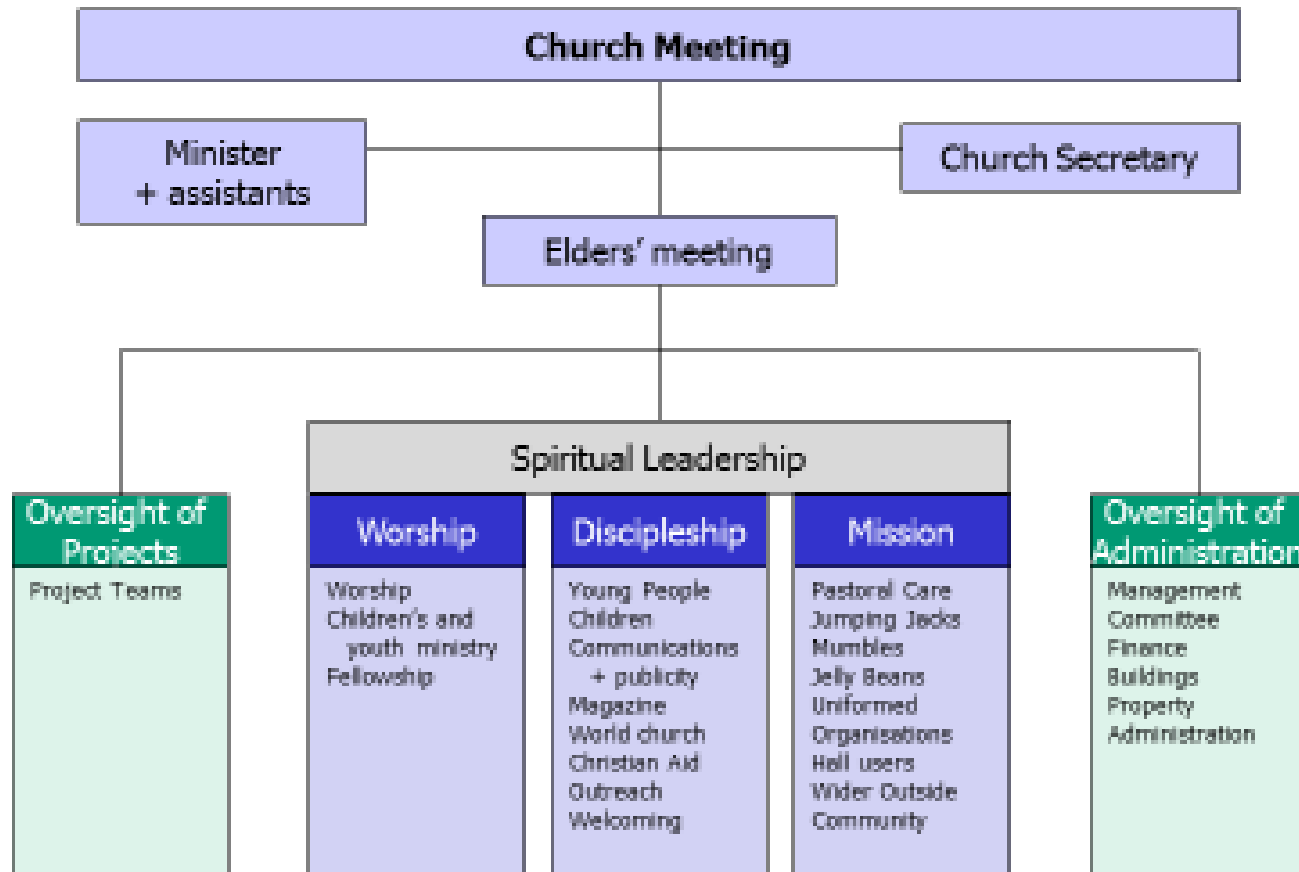 Church Meeting
Minister
+ assistants
Church Secretary
Elders’ meeting
Spiritual Leadership
Oversight of
Projects
Project Teams
Worship
Worship
Children’s and
youth ministry
Fellowship
Discipleship
Young People
Children
Communications
+ publicity
Magazine
World church
Christian Aid
Outreach
Welcoming
Mission
Pastoral Care
Jumping Jacks
Mumbles
Jelly Beans
Uniformed
Organisations
Hall users
Wider Outside
Community
Oversight of
Administration
Management
Committee
Finance
Buildings
Property
Administration